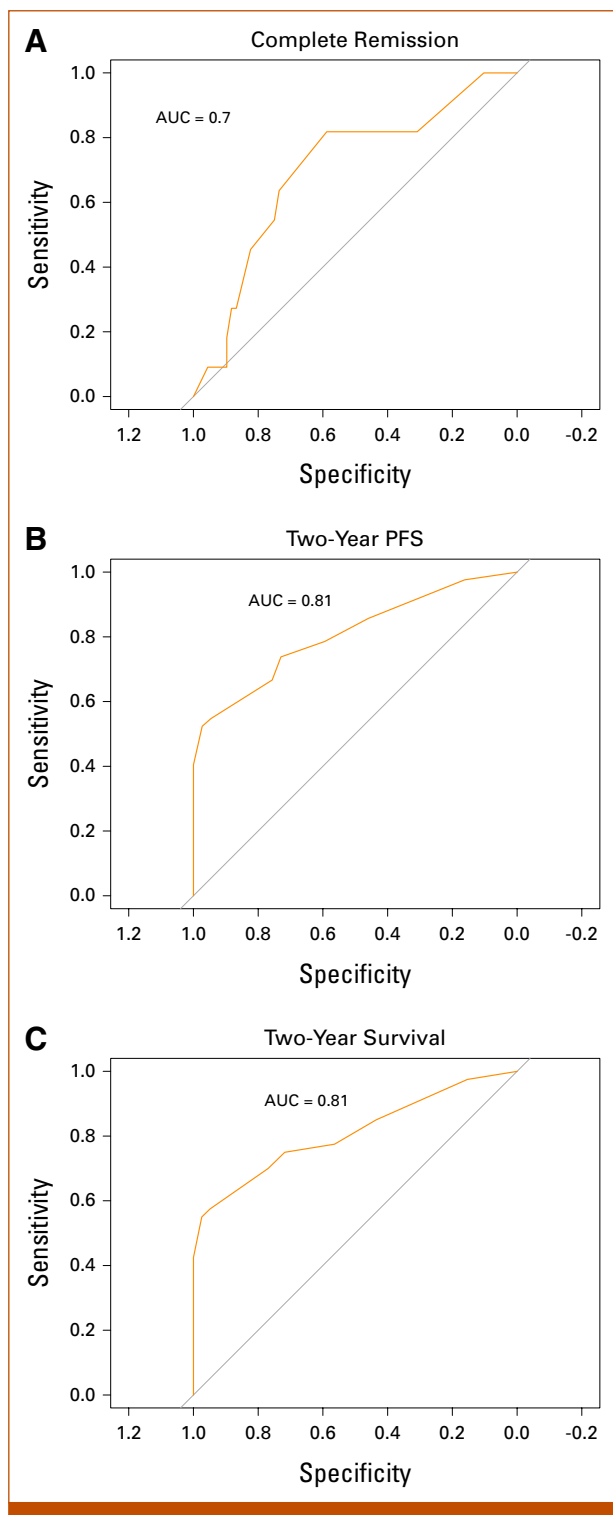 A
Complete Remission
AUC = 0.7
Sensitivity
1.0
0.8
0.6
0.4
0.2
0.0
1.2 1.0 0.8 0.6 0.4 0.2 0.0 -0.2
Specificity
B
Two-Year PFS
AUC = 0.81
Sensitivity
1.0
0.8
0.6
0.4
0.2
0.0
1.2 1.0 0.8 0.6 0.4 0.2 0.0 -0.2
Specificity
C
Two-Year Survival
AUC = 0.81
Sensitivity
1.0
0.8
0.6
0.4
0.2
0.0
1.2 1.0 0.8 0.6 0.4 0.2 0.0 -0.2
Specificity